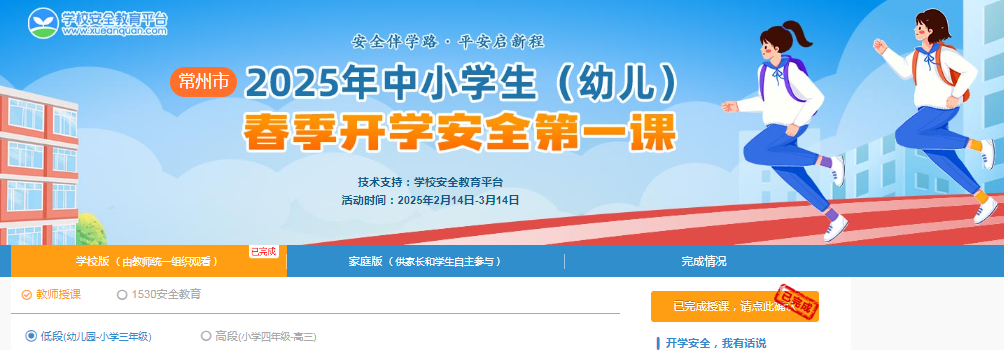 学校安全教育平台
www.xueanquan.com
安全伴学路·平安启新程
常州市
2025年中小学生（幼儿）
春季开学安全第一课
技术支持：学校安全教育平台
活动时间：2025年2月14日-3月14日
已完成
学校版（由教师统一组织观看） 家庭版（供家长和学生自主参与） 完成情况
教师授课 1530安全教育
已完成授课，请点此确
已完成
低段(幼儿园-小学三年级) 高段(小学四年级-高三)
开学安全，我有话说